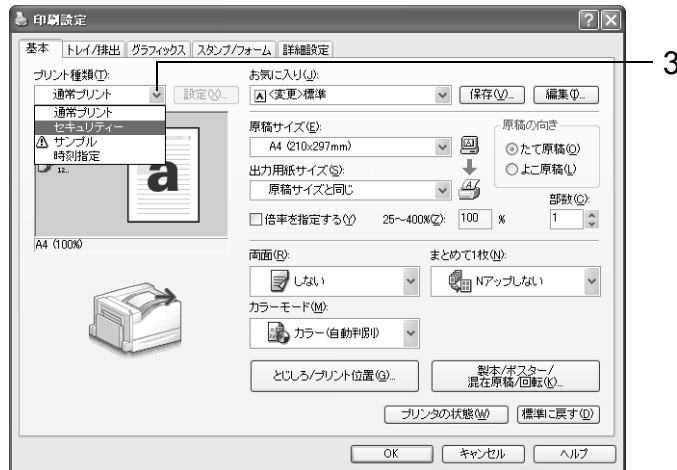 印刷設定
基本 トレイ/排出 グラフィックス スタンプ/フォーム 詳細設定
プリント種類(T):
通常プリント 設定(X)...
通常プリント
セキュリティー
サンプル
時刻指定
12..
a
A4 (100%)
お気に入り(J):
A <変更>標準 保存(V)... 編集(I)...
原稿サイズ(E):
A4 (210x297mm)
出力用紙サイズ(S):
原稿サイズと同じ
原稿の向き
たて原稿(O)
よこ原稿(L)
倍率を指定する(Y) 25～400%(Z): 100 %
部数(C):
1
両面(R):
しない
まとめて1枚(N):
Nアップしない
カラーモード(M):
カラー(自動判別)
とじしろ/プリント位置(G)...
製本/ポスター/
混在原稿/回転(K)...
プリンタの状態(W) 標準に戻す(D)
OK キャンセル ヘルプ
3